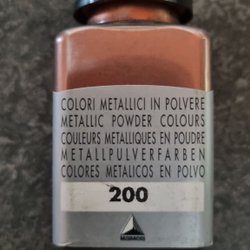 COLORI METALLICI IN POLVERE
METALLIC POWDER COLOURS
COULEURS METALLIQUES EN POUDRE
METALLPULVERFARBEN
COLORES METALICOS EN POLVO
200